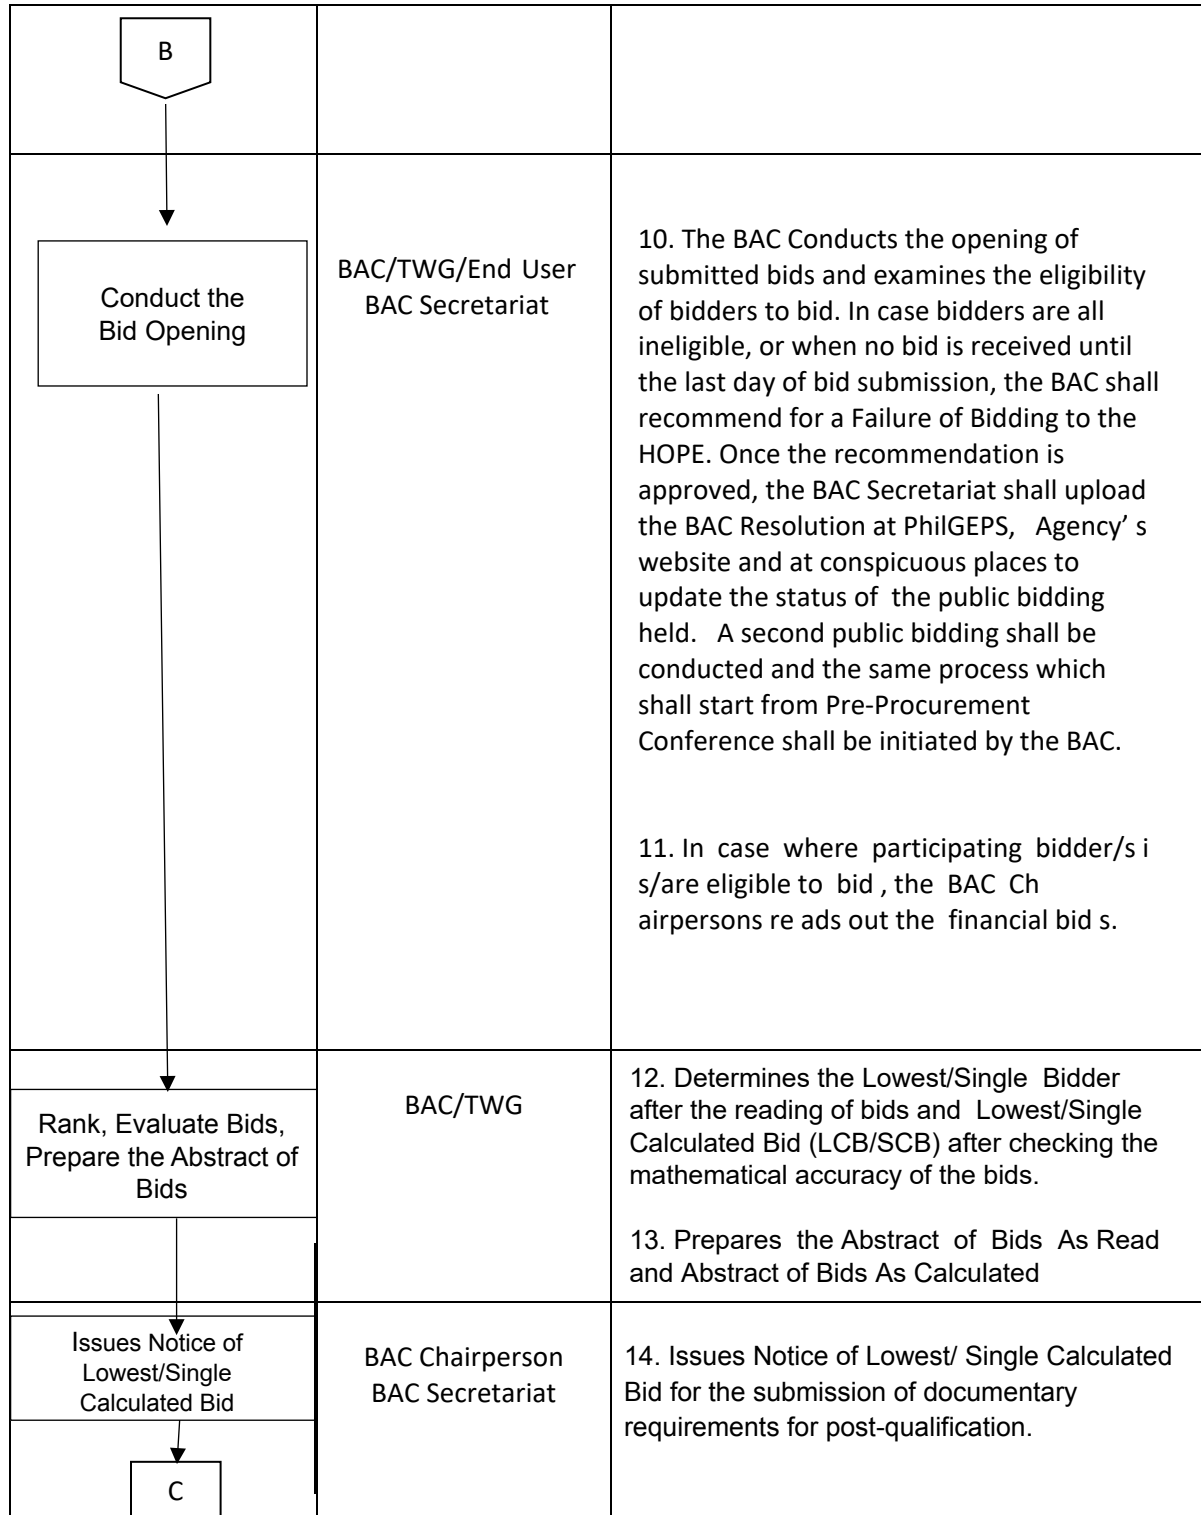 B
Conduct the
Bid Opening
BAC/TWG/End User
BAC Secretariat
10. The BAC Conducts the opening of
submitted bids and examines the eligibility
of bidders to bid. In case bidders are all
ineligible, or when no bid is received until
the last day of bid submission, the BAC shall
recommend for a Failure of Bidding to the
HOPE. Once the recommendation is
approved, the BAC Secretariat shall upload
the BAC Resolution at PhilGEPS, Agency’ s
website and at conspicuous places to
update the status of the public bidding
held. A second public bidding shall be
conducted and the same process which
shall start from Pre-Procurement
Conference shall be initiated by the BAC.
11. In case where participating bidder/s i
s/are eligible to bid , the BAC Ch
airpersons re ads out the financial bid s.
Rank, Evaluate Bids,
Prepare the Abstract of
Bids
BAC/TWG
12. Determines the Lowest/Single Bidder
after the reading of bids and Lowest/Single
Calculated Bid (LCB/SCB) after checking the
mathematical accuracy of the bids.
13. Prepares the Abstract of Bids As Read
and Abstract of Bids As Calculated
Issues Notice of
Lowest/Single
Calculated Bid
BAC Chairperson
BAC Secretariat
14. Issues Notice of Lowest/ Single Calculated
Bid for the submission of documentary
requirements for post-qualification.
C